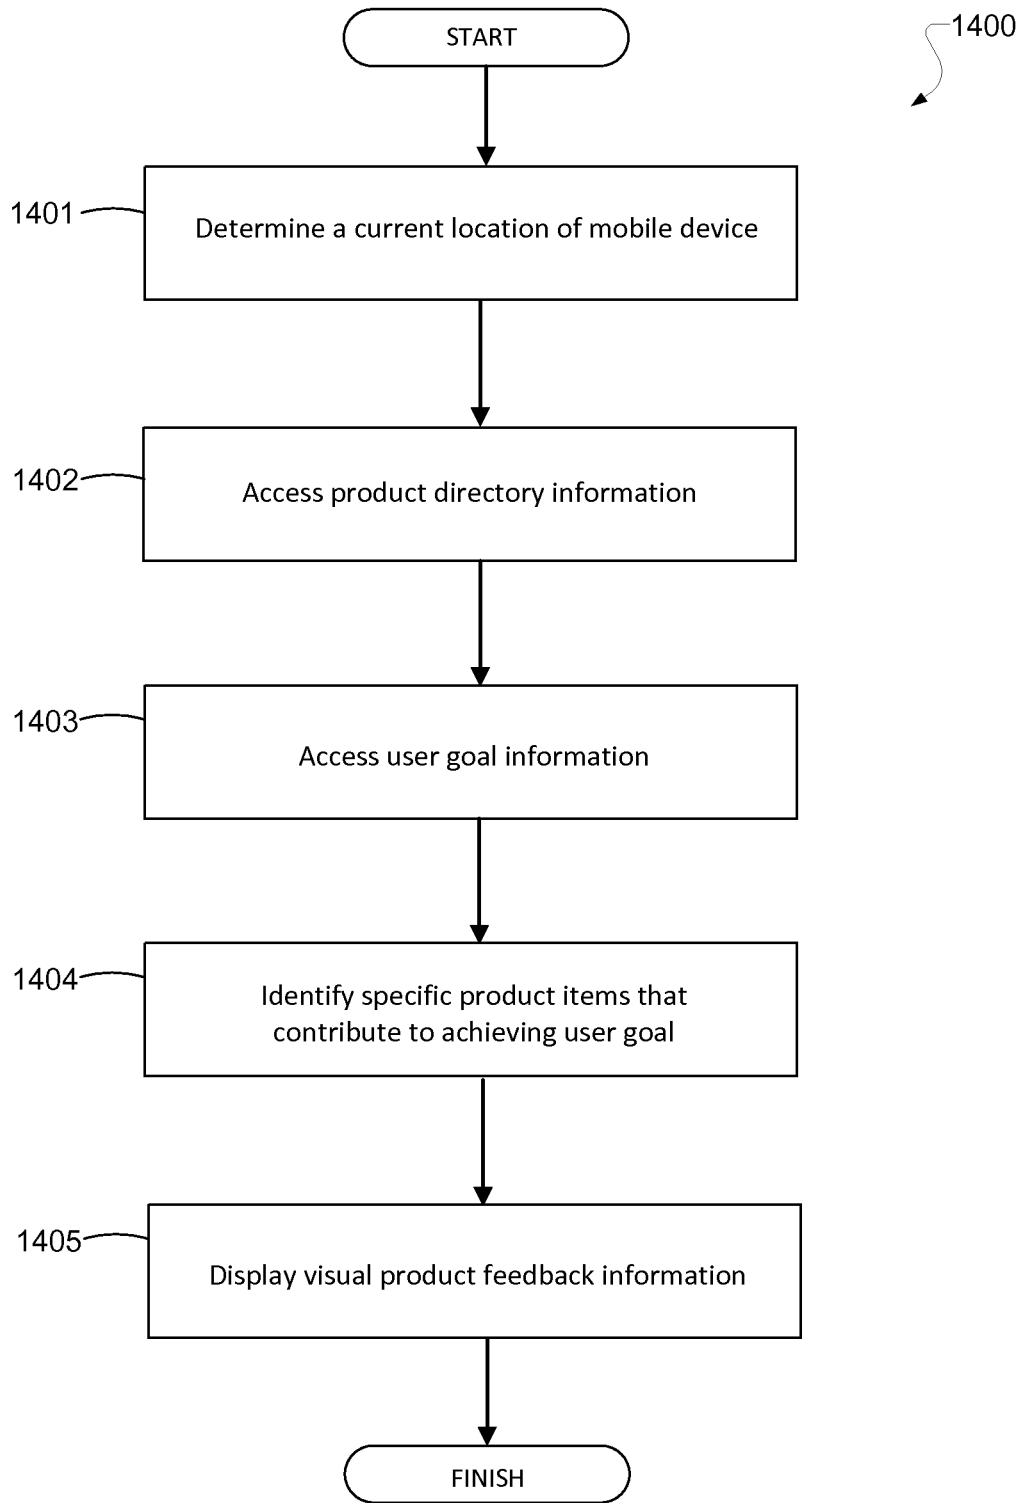 START
1400
1401
Determine a current location of mobile device
1402
Access product directory information
1403
Access user goal information
1404
Identify specific product items that
contribute to achieving user goal
1405
Display visual product feedback information
FINISH